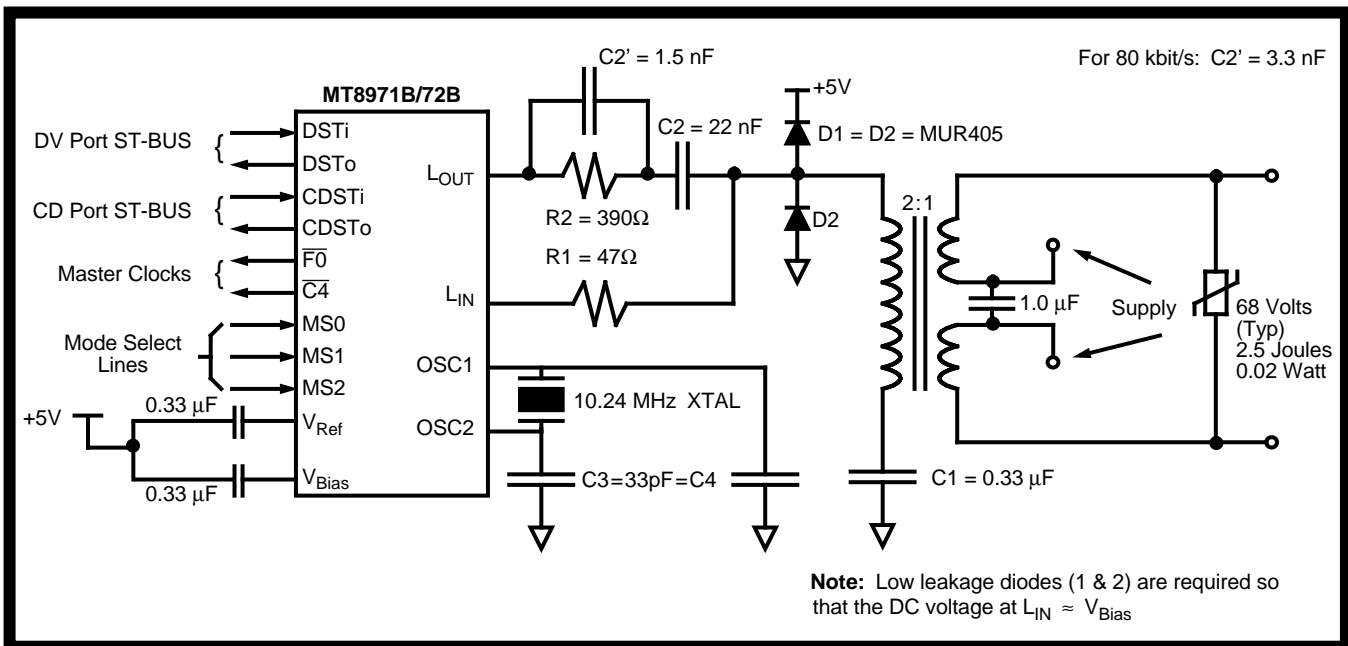 C2' = 1.5 nF
For 80 kbit/s: C2' = 3.3 nF
MT8971B/72B
+5V
DV Port ST-BUS {
DSTi
DSTo
C2 = 22 nF
D1 = D2 = MUR405
CD Port ST-BUS {
CDSTi
CDSTo
LOUT
R2 = 390Ω
D2
2:1
Master Clocks {
F0
C4
R1 = 47Ω
LIN
1.0 μF
Supply
68 Volts
(Typ)
2.5 Joules
0.02 Watt
Mode Select
Lines
MS0
MS1
MS2
OSC1
10.24 MHz XTAL
OSC2
+5V
0.33 μF
VRef
0.33 μF
VBias
C3=33pF=C4
C1 = 0.33 μF
Note: Low leakage diodes (1 & 2) are required so
that the DC voltage at LIN ≈ VBias